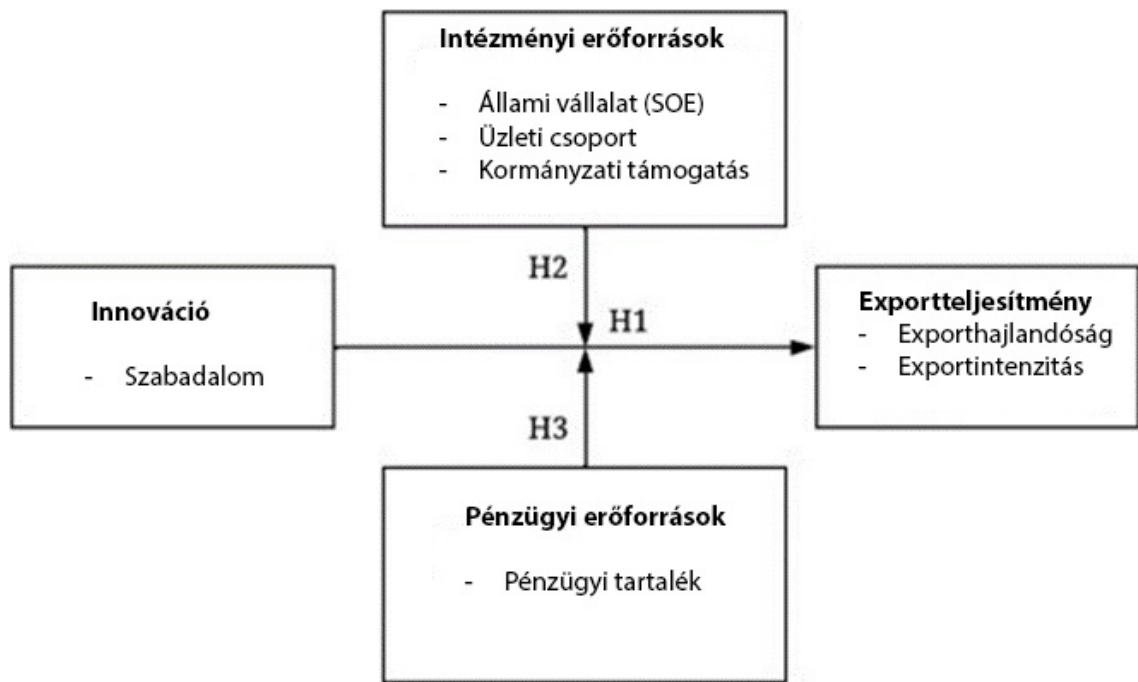 Intézményi erőforrások
- Állami vállalat (SOE)
- Üzleti csoport
- Kormányzati támogatás
H2
Innováció
- Szabadalom
H1
Exportteljesítmény
- Exporthajlandóság
- Exportintenzitás
H3
Pénzügyi erőforrások
- Pénzügyi tartalék